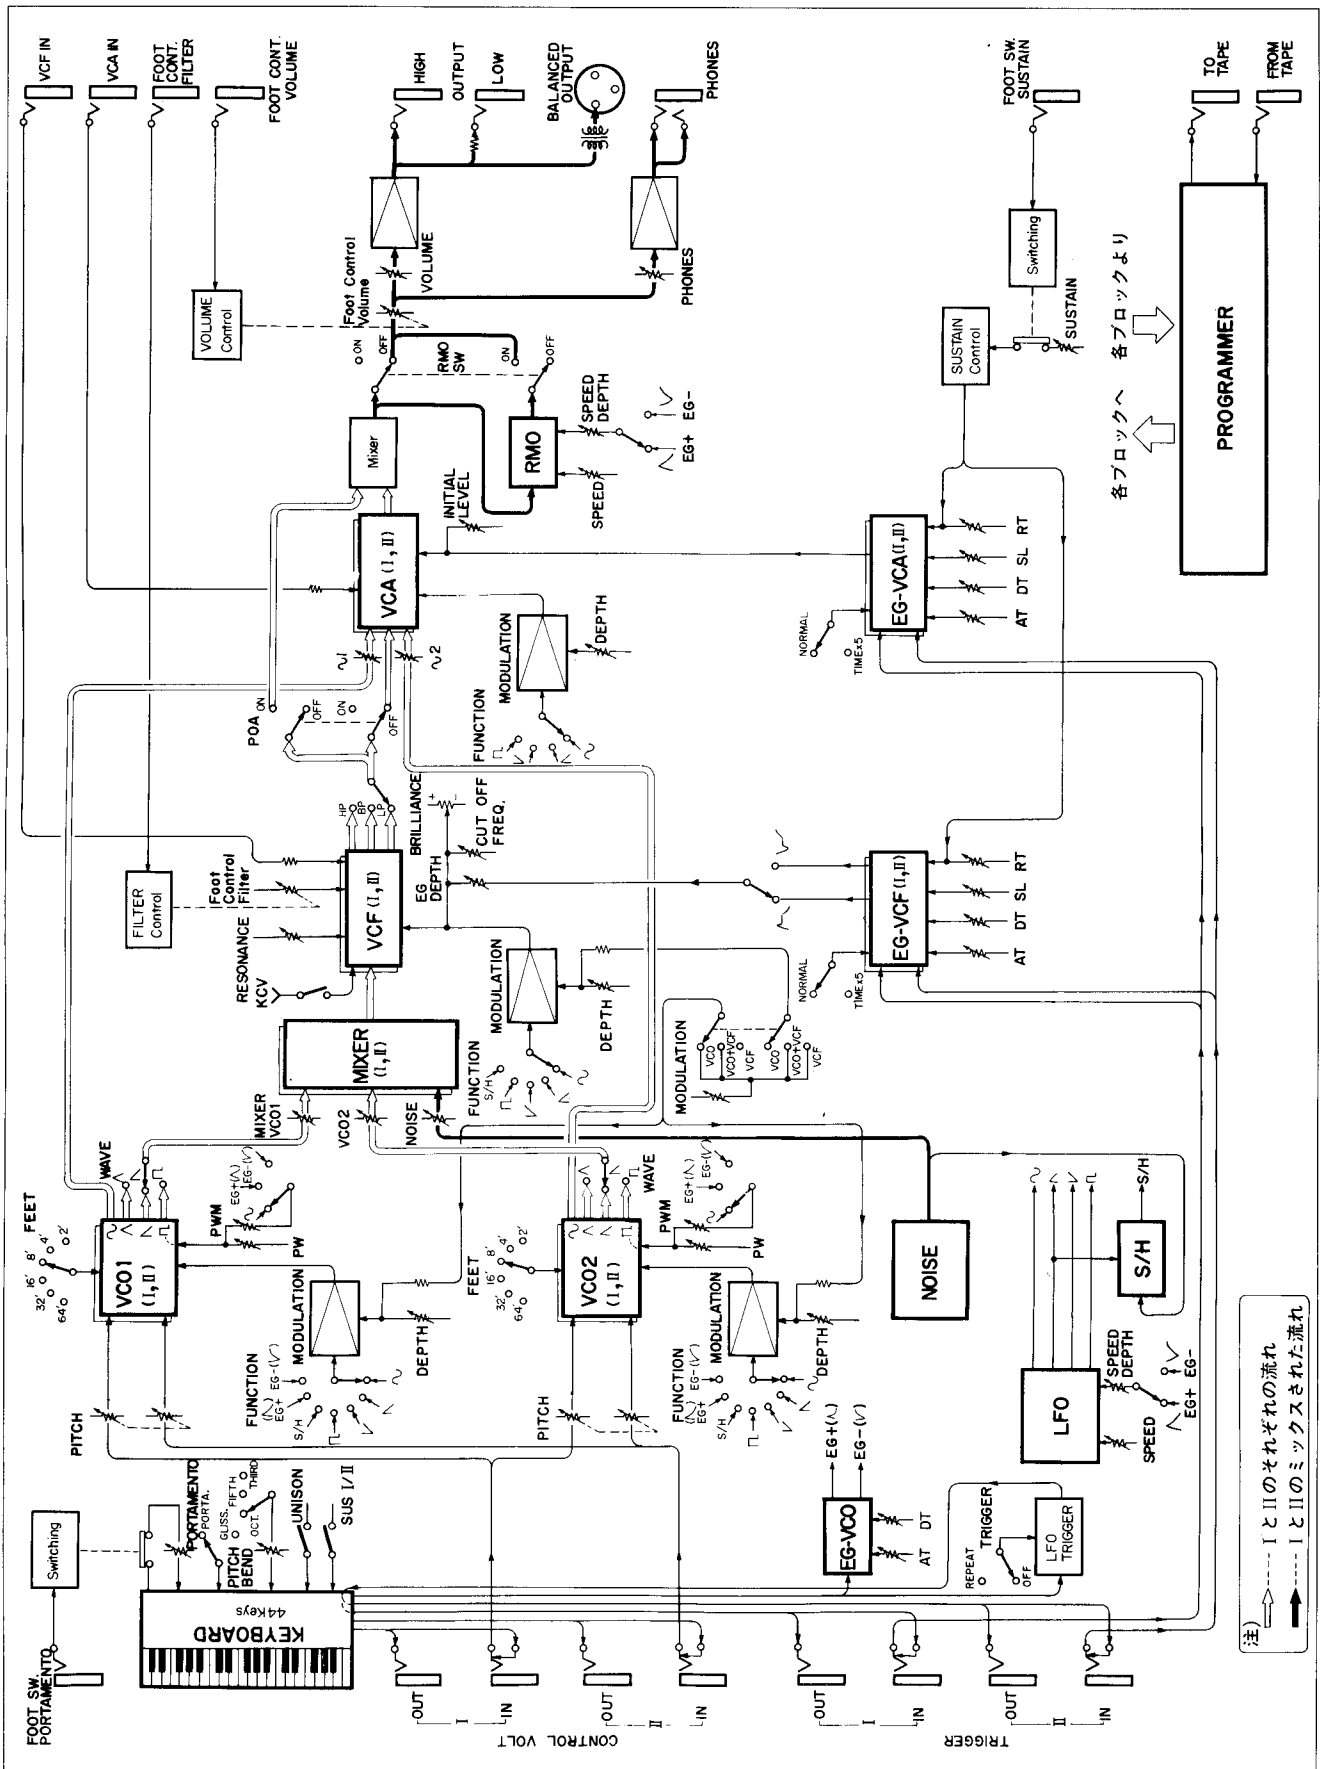 FOOT SW.
PORTAMENTO
Switching
KEYBOARD
44Keys
PORTAMENTO
GLISS.
PORTA.
PITCH
BEND
OCT.
FIFTH
THIRD
UNISON
SUS I/II
CONTROL VOLT
I
OUT
IN
II
OUT
IN
TRIGGER
I
OUT
IN
II
OUT
IN
PITCH
FEET
64'
32'
16'
8'
4'
2'
VCO1
(I, II)
WAVE
PWM
PW
EG+(Λ)
EG-(V)
FUNCTION
S/H
EG+
(Λ)
EG-(V)
MODULATION
DEPTH
PITCH
FEET
64'
32'
16'
8'
4'
2'
VCO2
(I, II)
WAVE
PWM
PW
EG+(Λ)
EG-(V)
FUNCTION
S/H
EG+
(Λ)
EG-(V)
MODULATION
DEPTH
EG-VCO
EG+(Λ)
EG-(V)
AT
DT
TRIGGER
REPEAT
OFF
LFO
TRIGGER
NOISE
LFO
SPEED
SPEED
DEPTH
EG+
EG-
S/H
S/H
MIXER
VCO1
VCO2
NOISE
MIXER
(I, II)
RESONANCE
KCV
FILTER
Control
Foot
Control
Filter
VCF (I, II)
HP
BP
LP
BRILLIANCE
+
-
EG
DEPTH
CUT OFF
FREQ.
MODULATION
DEPTH
FUNCTION
S/H
MODULATION
VCO
VCO+VCF
VCF
VCO
VCO+VCF
VCF
POA
ON
OFF
ON
OFF
~1
~2
VCA (I, II)
INITIAL
LEVEL
FUNCTION
MODULATION
DEPTH
Mixer
RMO
SPEED
SPEED
DEPTH
EG+
EG-
RMO
SW
ON
OFF
ON
OFF
VOLUME
Control
Foot Control
Volume
VOLUME
PHONES
VCF IN
VCA IN
FOOT
CONT.
FILTER
FOOT CONT.
VOLUME
HIGH
OUTPUT
LOW
BALANCED
OUTPUT
PHONES
EG-VCF(I, II)
NORMAL
TIME×5
AT
DT
SL
RT
EG-VCA(I, II)
NORMAL
TIME×5
AT
DT
SL
RT
SUSTAIN
Control
SUSTAIN
Switching
FOOT SW.
SUSTAIN
各ブロックへ
各ブロックより
PROGRAMMER
TO
TAPE
FROM
TAPE
注)
IとIIのそれぞれの流れ
IとIIのミックスされた流れ